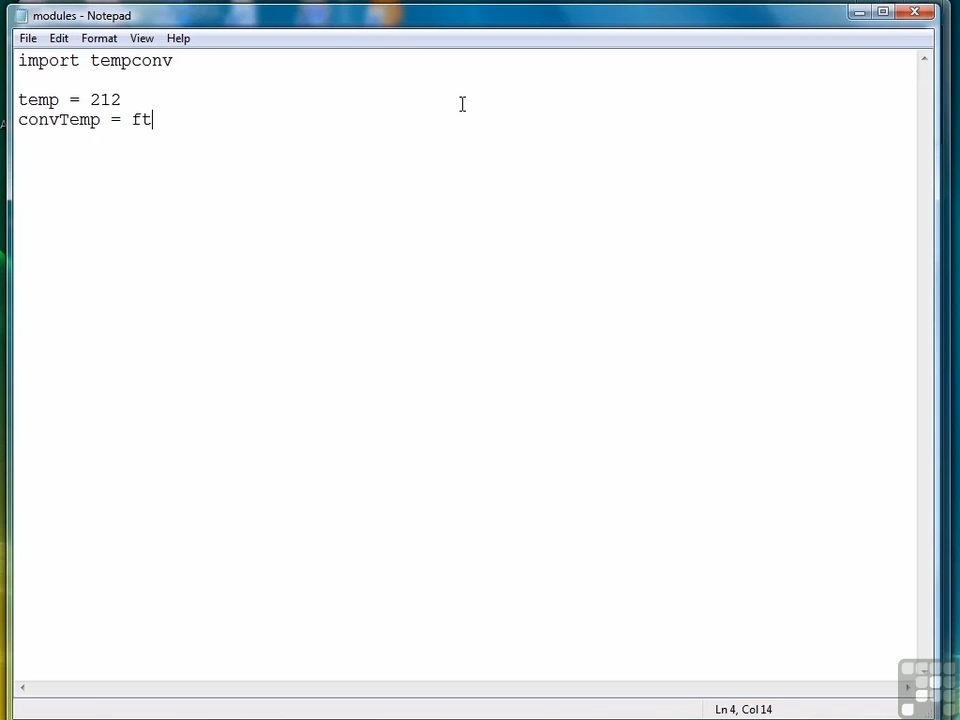 modules - Notepad
File Edit Format View Help
import tempconv
temp = 212
convTemp = ft
Ln 4, Col 14